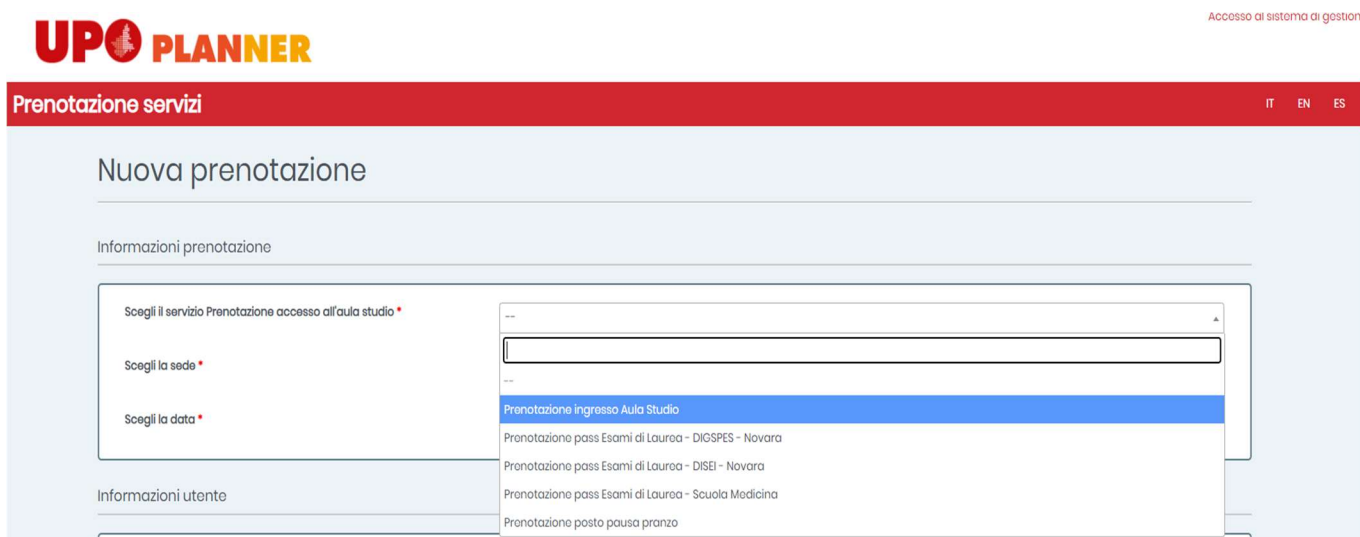 Accesso al sistema di gestion
UPO PLANNER
Prenotazione servizi
IT EN ES
Nuova prenotazione
Informazioni prenotazione
Scegli il servizio Prenotazione accesso all'aula studio *
--
Scegli la sede *
--
Prenotazione ingresso Aula Studio
Scegli la data *
Prenotazione pass Esami di Laurea - DIGSPES - Novara
Prenotazione pass Esami di Laurea - DISEI - Novara
Prenotazione pass Esami di Laurea - Scuola Medicina
Informazioni utente
Prenotazione posto pausa pranzo